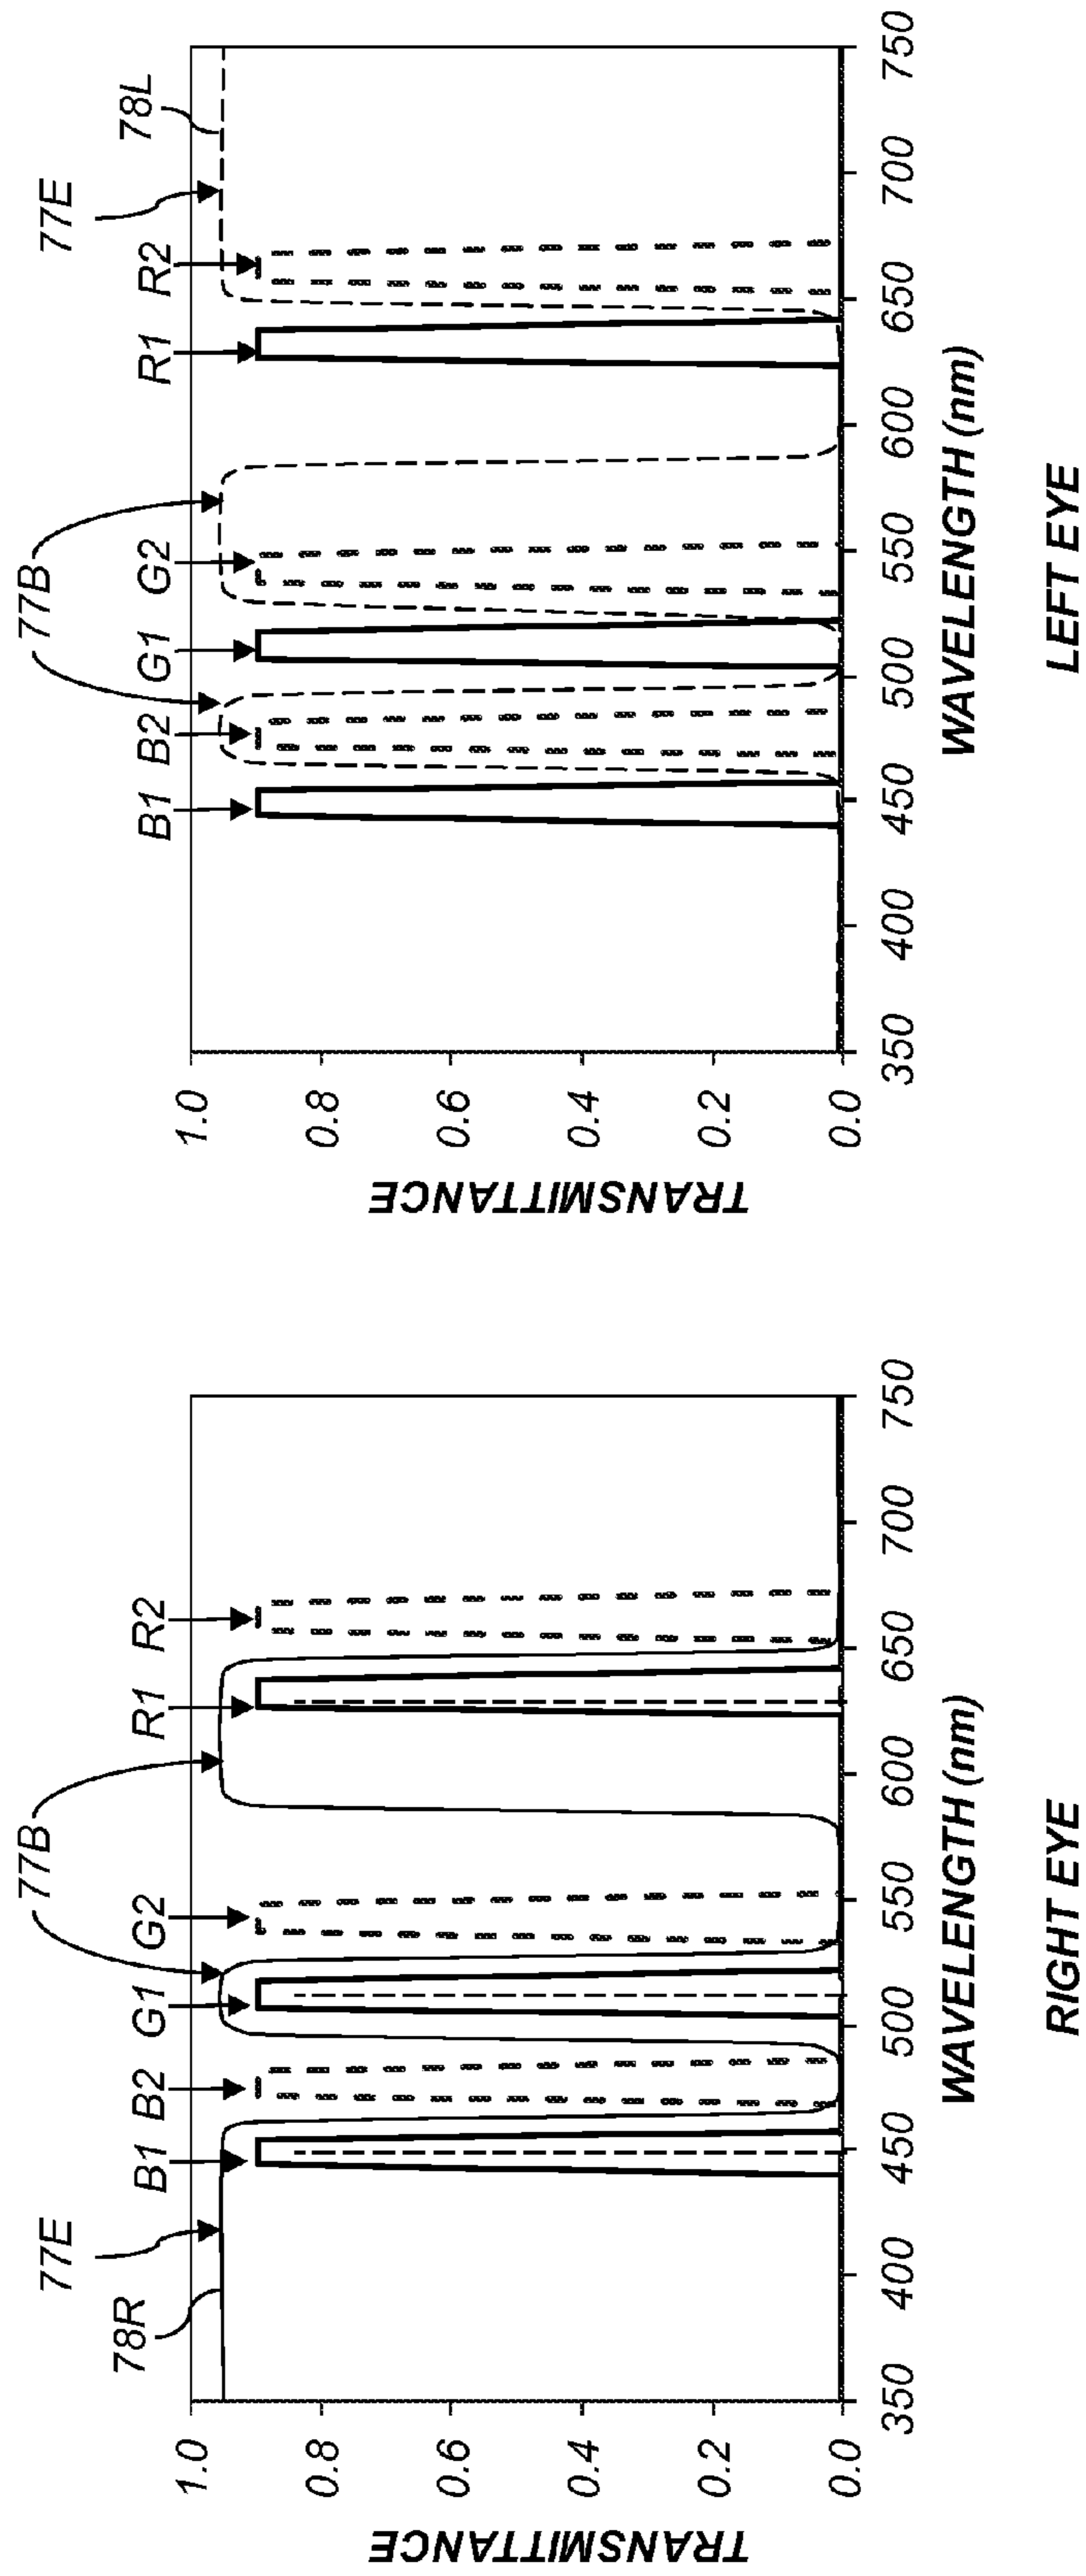 77E
77B
78R
B1 B2 G1 G2 R1 R2
TRANSMITTANCE
1.0
0.8
0.6
0.4
0.2
0.0
350 400 450 500 550 600 650 700 750
WAVELENGTH (nm)
RIGHT EYE
77B
77E
78L
B1 B2 G1 G2 R1 R2
TRANSMITTANCE
1.0
0.8
0.6
0.4
0.2
0.0
350 400 450 500 550 600 650 700 750
WAVELENGTH (nm)
LEFT EYE